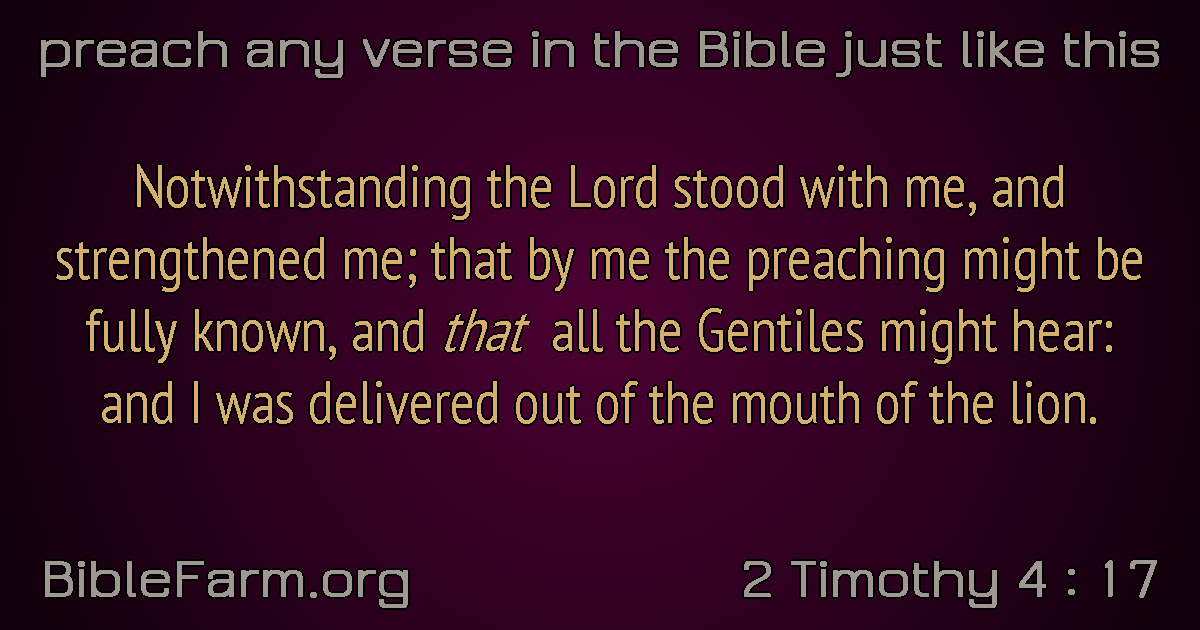 preach any verse in the Bible just like this
Notwithstanding the Lord stood with me, and
strengthened me; that by me the preaching might be
fully known, and that all the Gentiles might hear:
and I was delivered out of the mouth of the lion.
BibleFarm.org
2 Timothy 4 : 17